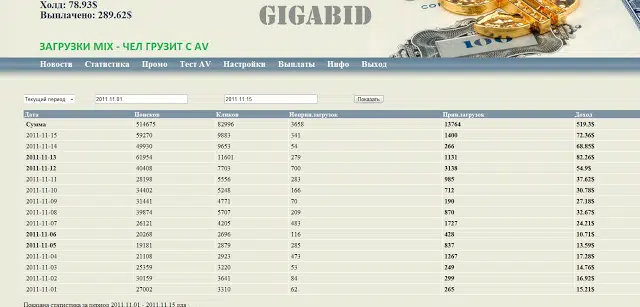 Холд: 78.93$
Выплачено: 289.62$
GIGABID
100
ЗАГРУЗКИ MIX - ЧЕЛ ГРУЗИТ С AV
Новости Статистика Промо Тест AV Настройки Выплаты Инфо Выход
Текущий период 2011.11.01 2011.11.15 Показать
Дата Поисков Кликов Непринлагрузок Принлагрузок Доход
Сумма 514675 82996 3658 13764 519.3$
2011-11-15 59270 9883 341 1400 72.36$
2011-11-14 49930 9653 54 266 68.85$
2011-11-13 61954 11601 279 1131 82.26$
2011-11-12 40408 7703 700 3138 54.9$
2011-11-11 28198 5556 283 985 37.62$
2011-11-10 34402 5248 166 712 30.78$
2011-11-09 31441 4771 70 190 27.18$
2011-11-08 39874 5707 209 870 32.67$
2011-11-07 26121 4205 483 1727 24.21$
2011-11-06 20268 2696 116 428 10.71$
2011-11-05 19181 2879 285 837 13.59$
2011-11-04 21108 2923 473 1267 17.28$
2011-11-03 25359 3220 53 249 14.76$
2011-11-02 30159 3641 84 299 16.92$
2011-11-01 27002 3310 62 265 15.21$
Показана статистика за период 2011.11.01 - 2011.11.15 для